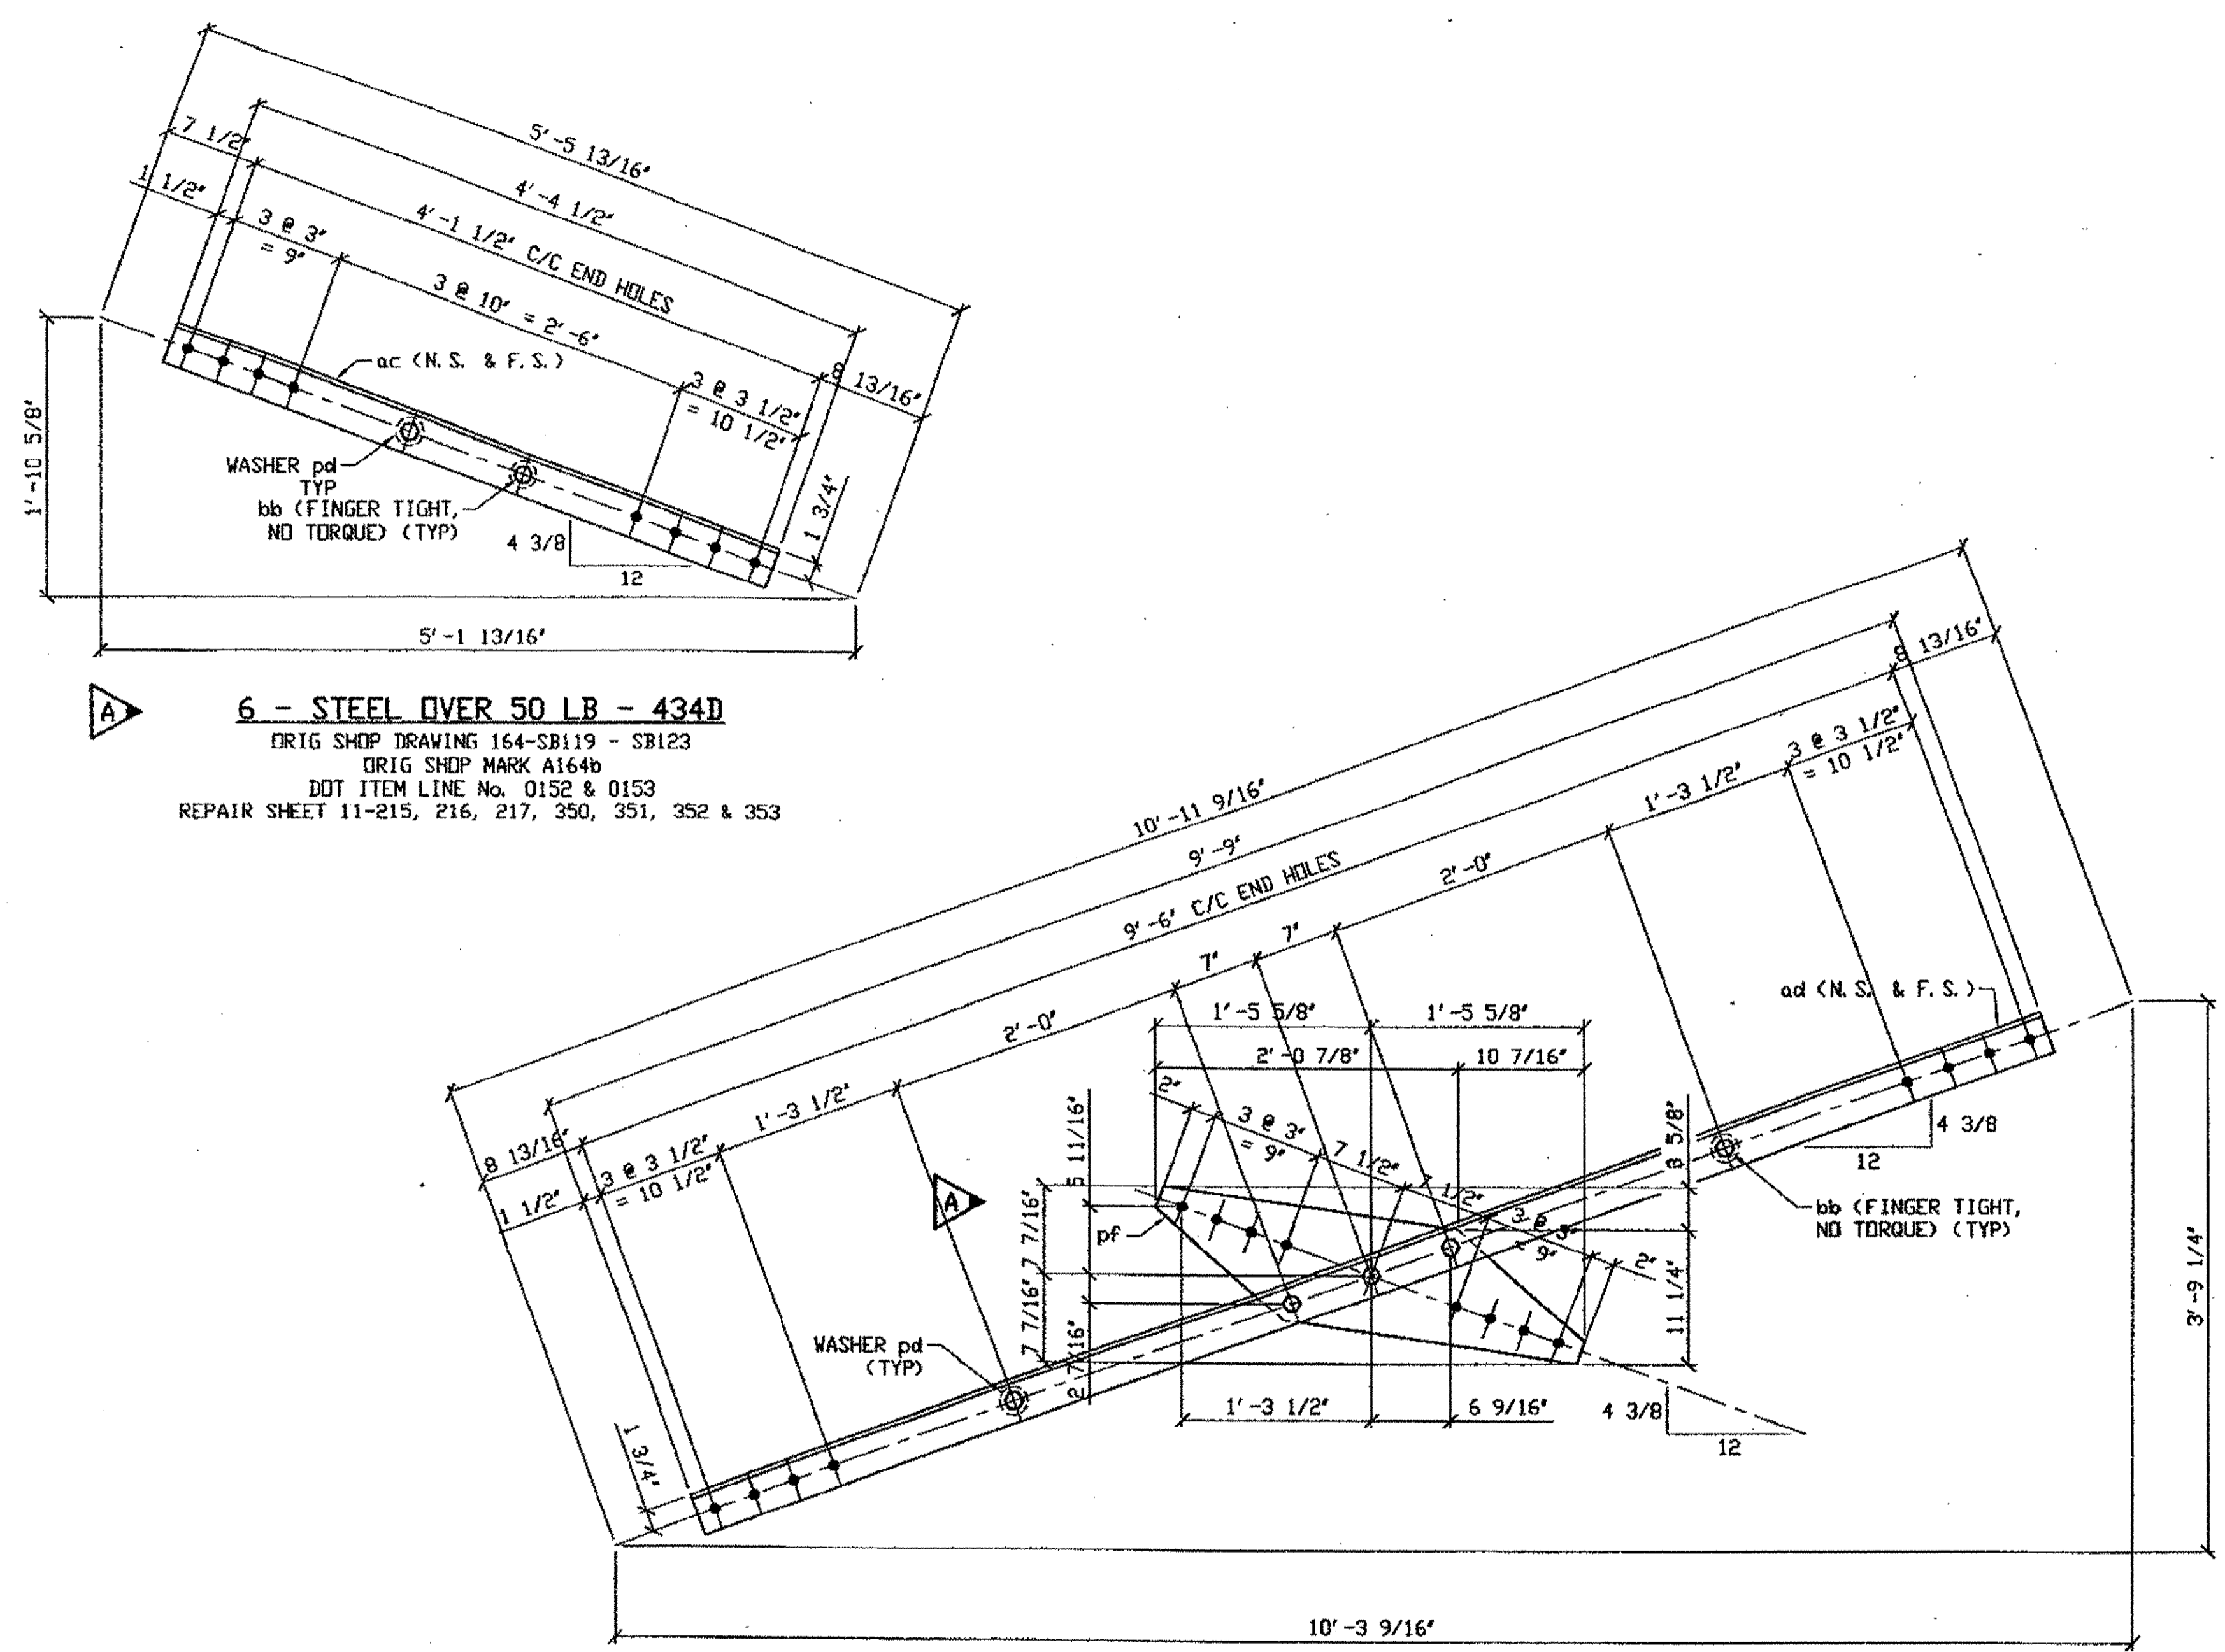 5'-5 13/16"
7 1/2"
4'-4 1/2"
1 1/2"
4'-1 1/2" C/C END HOLES
3 @ 3"
= 9"
3 @ 10" = 2'-6"
ac (N.S. & F.S.)
3 @ 3 1/2"
= 10 1/2"
8 13/16"
1'-10 5/8"
WASHER pd
TYP
bb (FINGER TIGHT,
NO TORQUE) (TYP)
1 3/4"
4 3/8
12
5'-1 13/16"
A
6 - STEEL OVER 50 LB - 434D
ORIG SHOP DRAWING 164-SB119 - SB123
ORIG SHOP MARK A164b
DOT ITEM LINE No. 0152 & 0153
REPAIR SHEET 11-215, 216, 217, 350, 351, 352 & 353
10'-11 9/16"
9'-9"
9'-6" C/C END HOLES
8 13/16"
3 @ 3 1/2"
= 10 1/2"
1'-3 1/2"
2'-0"
7"
7"
2'-0"
1'-3 1/2"
3 @ 3 1/2"
= 10 1/2"
8 13/16"
1 1/2"
ad (N.S. & F.S.)
1'-5 5/8"
1'-5 5/8"
2'-0 7/8"
10 7/16"
2"
3 @ 3"
= 9"
7 1/2"
7 1/2"
3 @ 3"
= 9"
2"
5 11/16"
7 7/16"
7 7/16"
2 7/16"
3 5/8"
11 1/4"
A
pf
4 3/8
12
bb (FINGER TIGHT,
NO TORQUE) (TYP)
WASHER pd
(TYP)
1'-3 1/2"
6 9/16"
4 3/8
12
1 3/4"
3'-9 1/4"
10'-3 9/16"